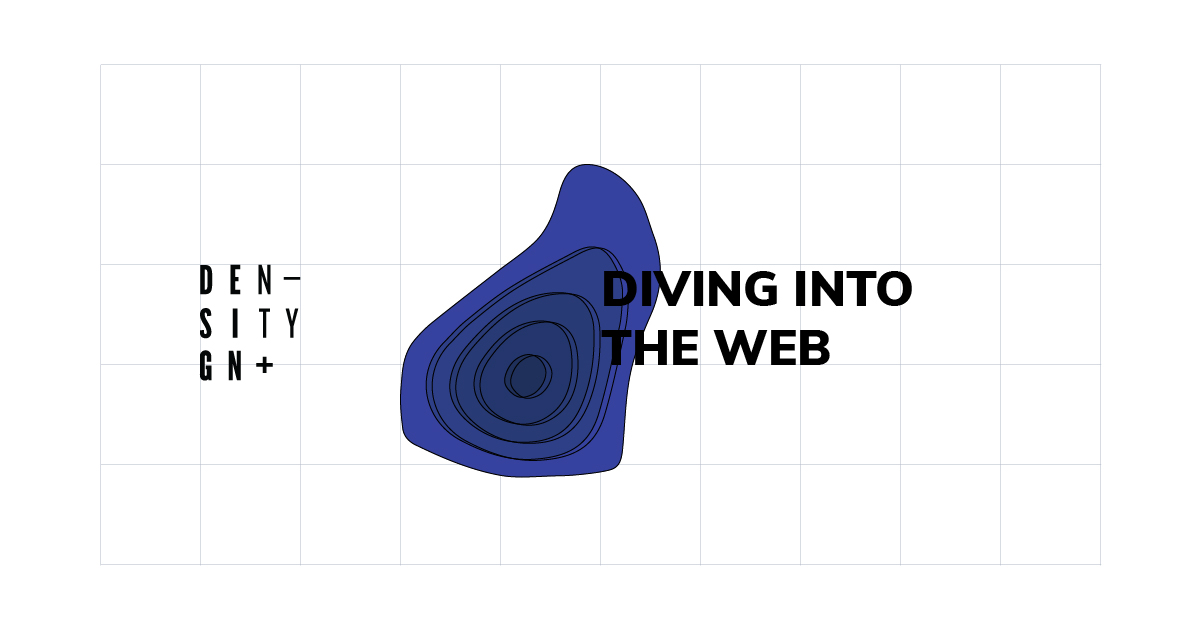 DEN—
SITY
GN+
DIVING INTO
THE WEB